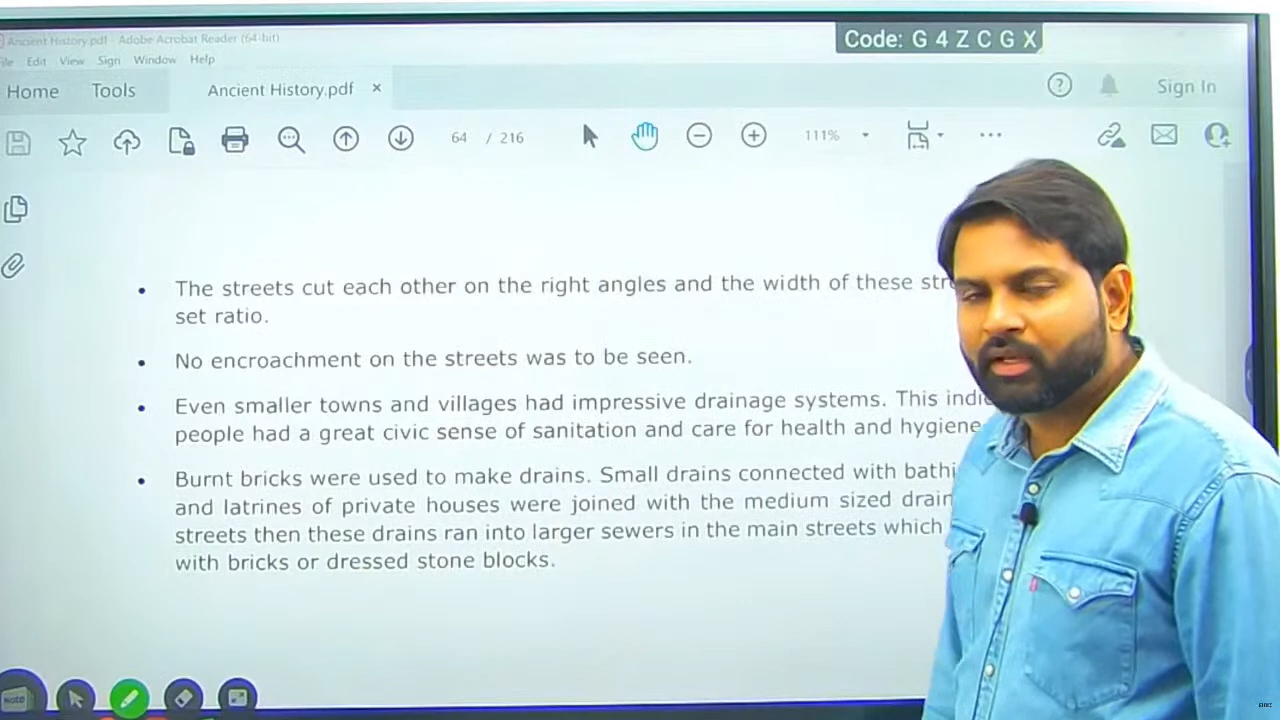 Ancient History.pdf - Adobe Acrobat Reader (64-bit)
Code: G 4 Z C G X
File Edit View Sign Window Help
Home Tools Ancient History.pdf × ? Sign In
64 / 216 111%
The streets cut each other on the right angles and the width of these
set ratio.
No encroachment on the streets was to be seen.
Even smaller towns and villages had impressive drainage systems. This
people had a great civic sense of sanitation and care for health and hygiene
Burnt bricks were used to make drains. Small drains connected with
and latrines of private houses were joined with the medium sized
streets then these drains ran into larger sewers in the main streets which
with bricks or dressed stone blocks.
Note